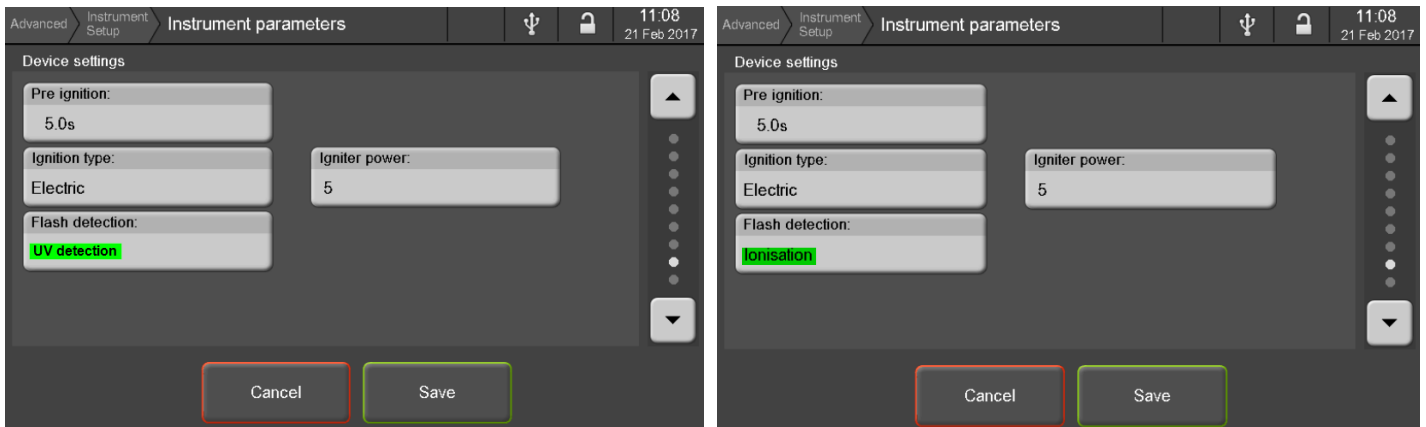 Advanced Instrument Setup Instrument parameters 11:08
21 Feb 2017
Device settings
Pre ignition:
5.0s
Ignition type: Igniter power:
Electric 5
Flash detection:
UV detection
Cancel Save
Advanced Instrument Setup Instrument parameters 11:08
21 Feb 2017
Device settings
Pre ignition:
5.0s
Ignition type: Igniter power:
Electric 5
Flash detection:
Ionisation
Cancel Save